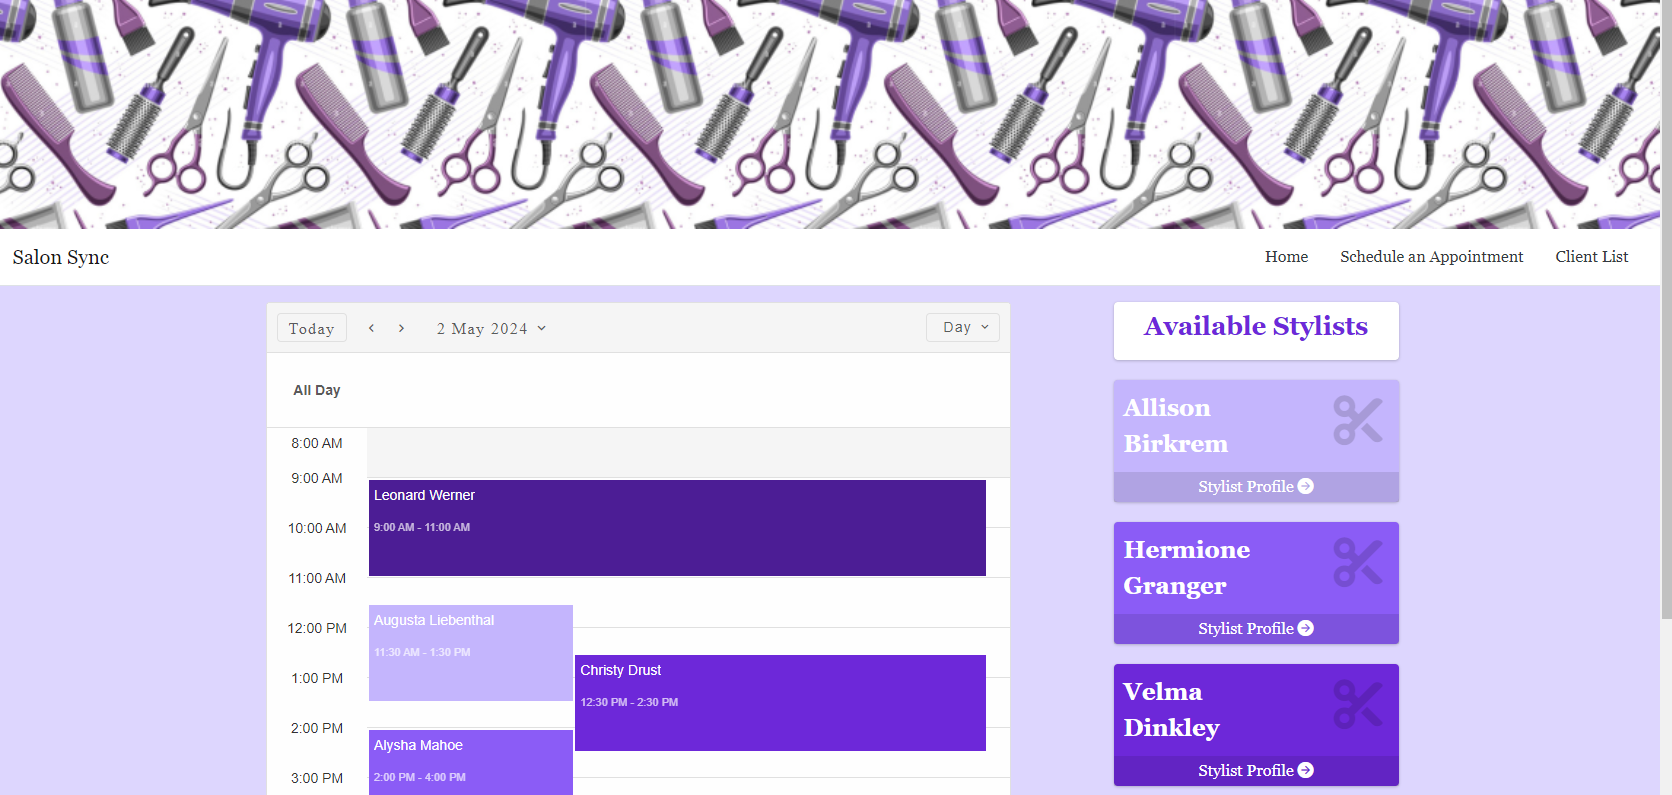 Salon Sync
Home
Schedule an Appointment
Client List
Today
2 May 2024
Day
All Day
8:00 AM
9:00 AM
10:00 AM
11:00 AM
12:00 PM
1:00 PM
2:00 PM
3:00 PM
Leonard Werner
9:00 AM - 11:00 AM
Augusta Liebenthal
11:30 AM - 1:30 PM
Christy Drust
12:30 PM - 2:30 PM
Alysha Mahoe
2:00 PM - 4:00 PM
Available Stylists
Allison
Birkrem
Stylist Profile
Hermione
Granger
Stylist Profile
Velma
Dinkley
Stylist Profile